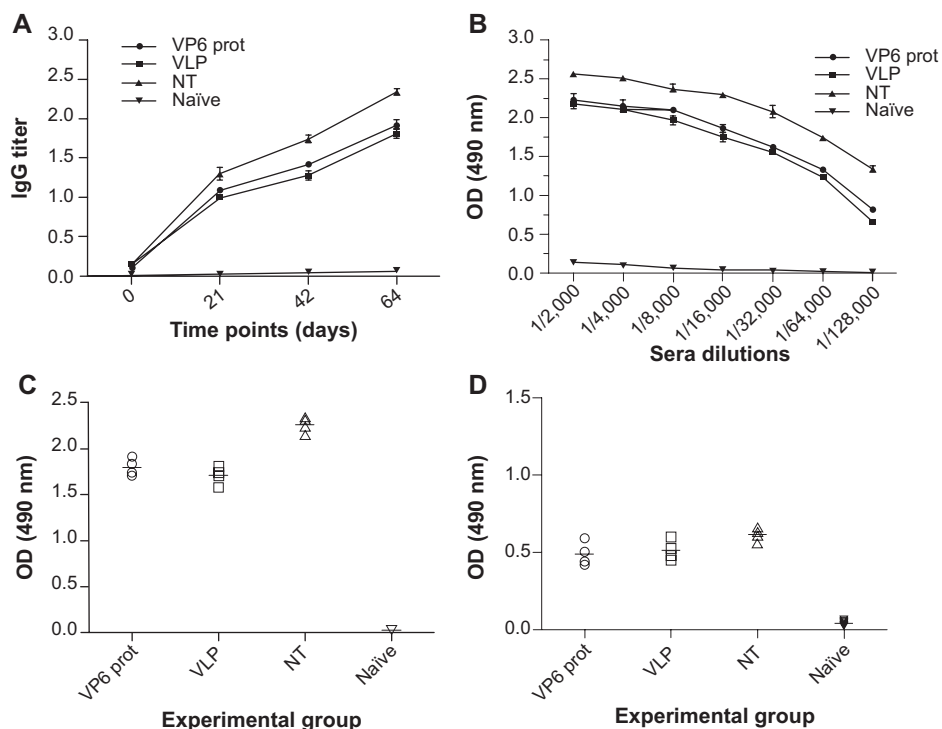 A
VP6 prot
VLP
NT
Naïve
IgG titer
3.0
2.5
2.0
1.5
1.0
0.5
0.0
0
21
42
64
Time points (days)
B
VP6 prot
VLP
NT
Naïve
OD (490 nm)
3.0
2.5
2.0
1.5
1.0
0.5
0.0
1/2,000
1/4,000
1/8,000
1/16,000
1/32,000
1/64,000
1/128,000
Sera dilutions
C
OD (490 nm)
2.5
2.0
1.5
1.0
0.5
0.0
VP6 prot
VLP
NT
Naïve
Experimental group
D
OD (490 nm)
1.5
1.0
0.5
0.0
VP6 prot
VLP
NT
Naïve
Experimental group